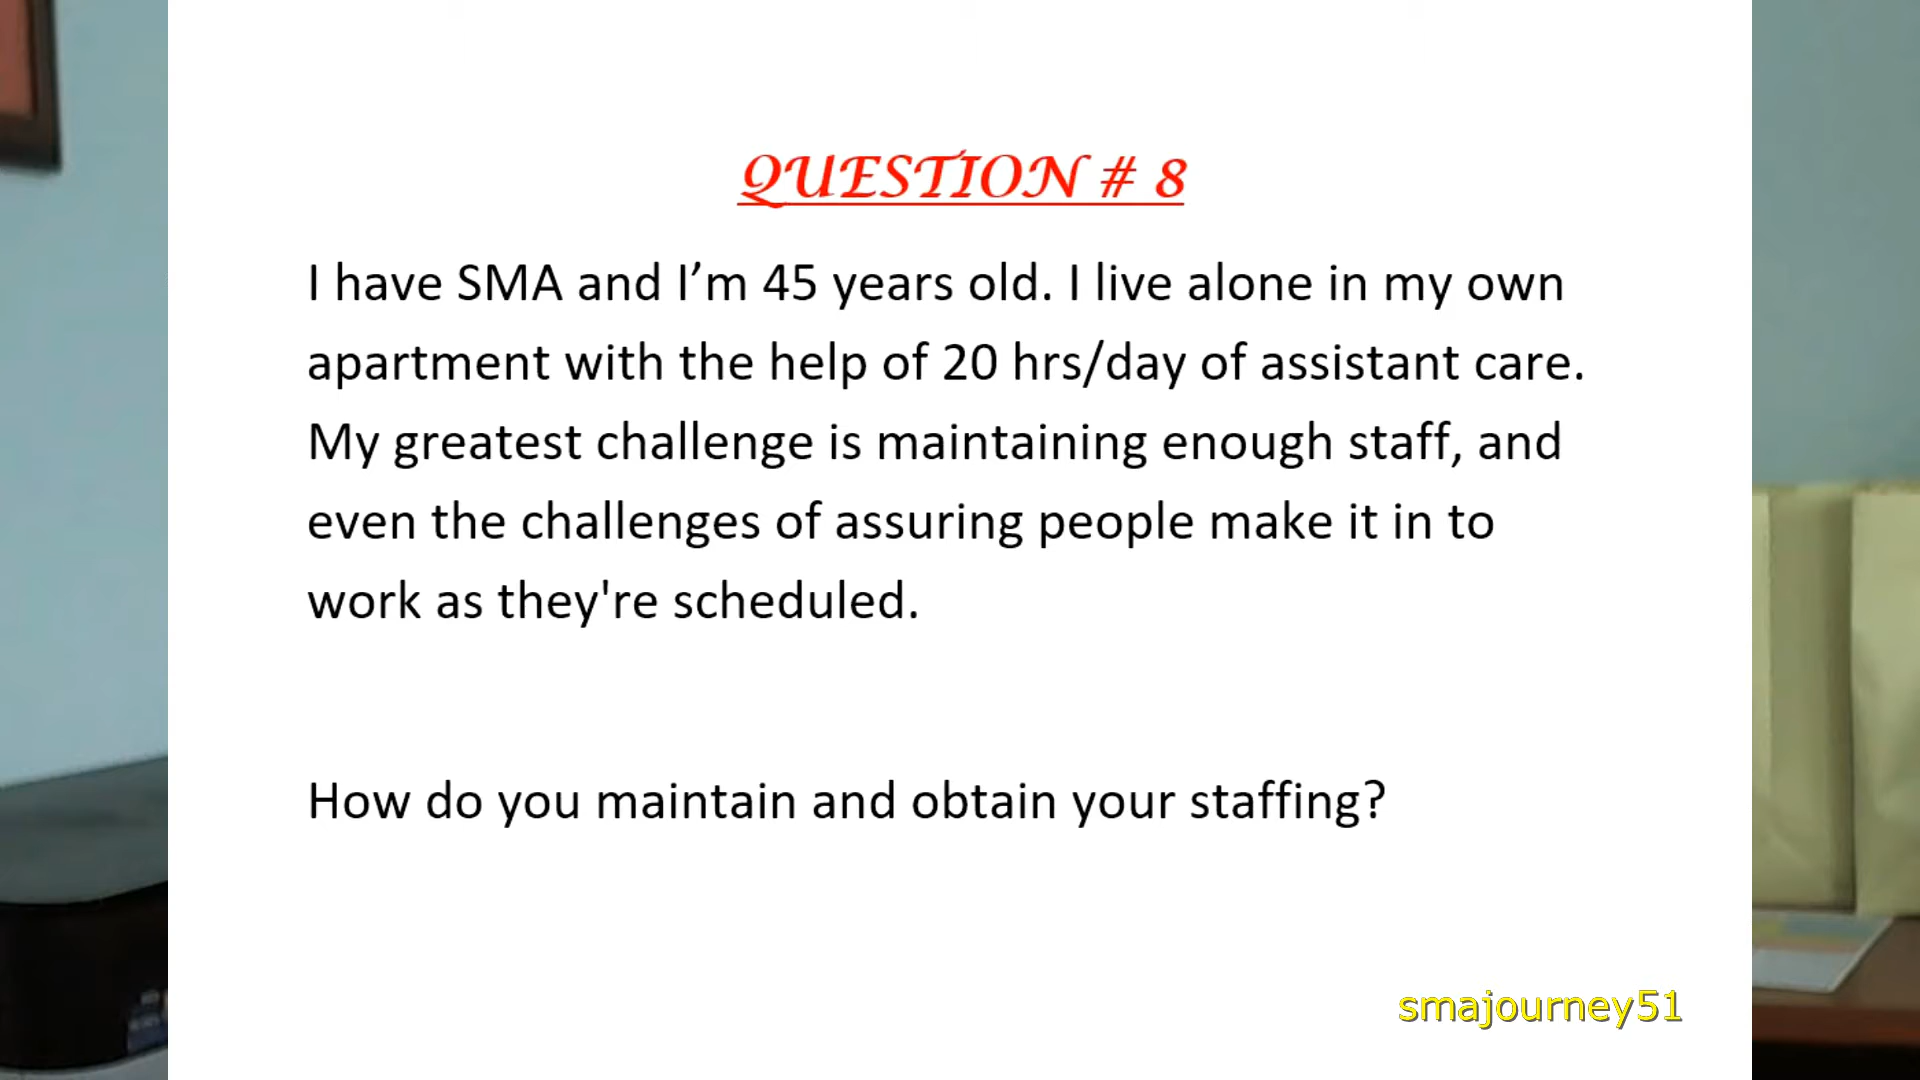 QUESTION # 8
I have SMA and I’m 45 years old. I live alone in my own
apartment with the help of 20 hrs/day of assistant care.
My greatest challenge is maintaining enough staff, and
even the challenges of assuring people make it in to
work as they're scheduled.
How do you maintain and obtain your staffing?
smajourney51